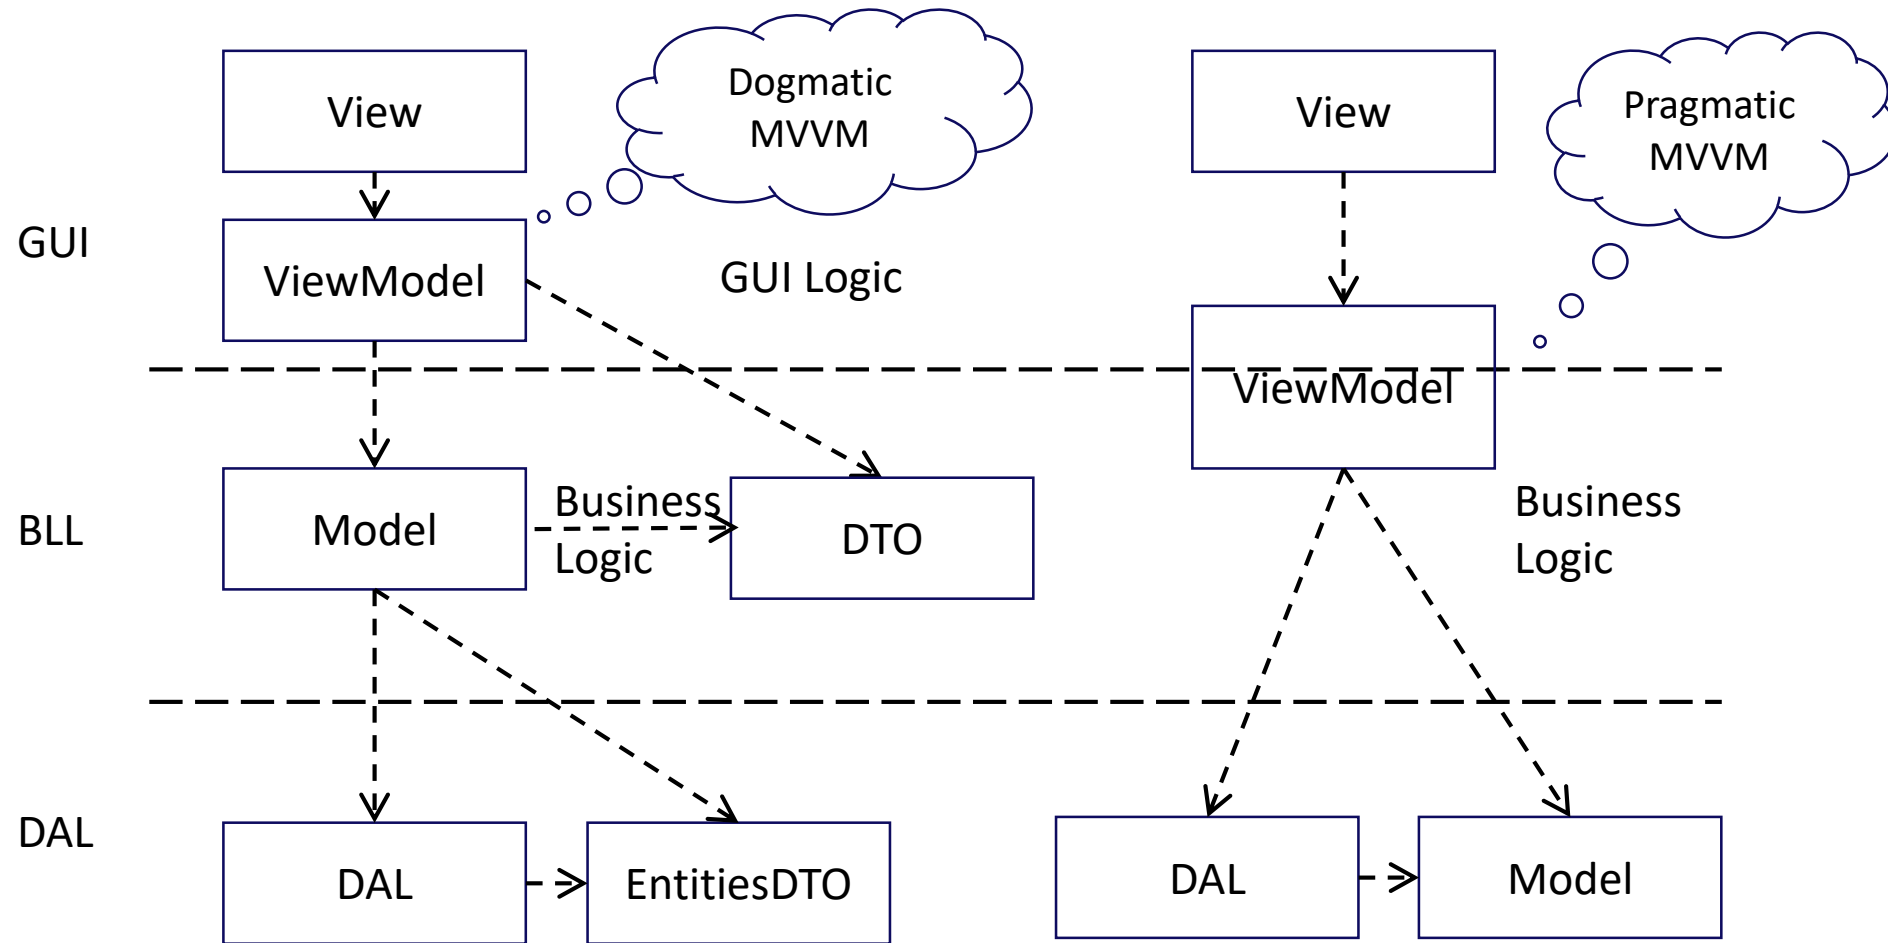 Dogmatic
MVVM
Pragmatic
MVVM
View
View
GUI
ViewModel
GUI Logic
ViewModel
BLL
Model
Business
Logic
DTO
Business
Logic
DAL
DAL
EntitiesDTO
DAL
Model